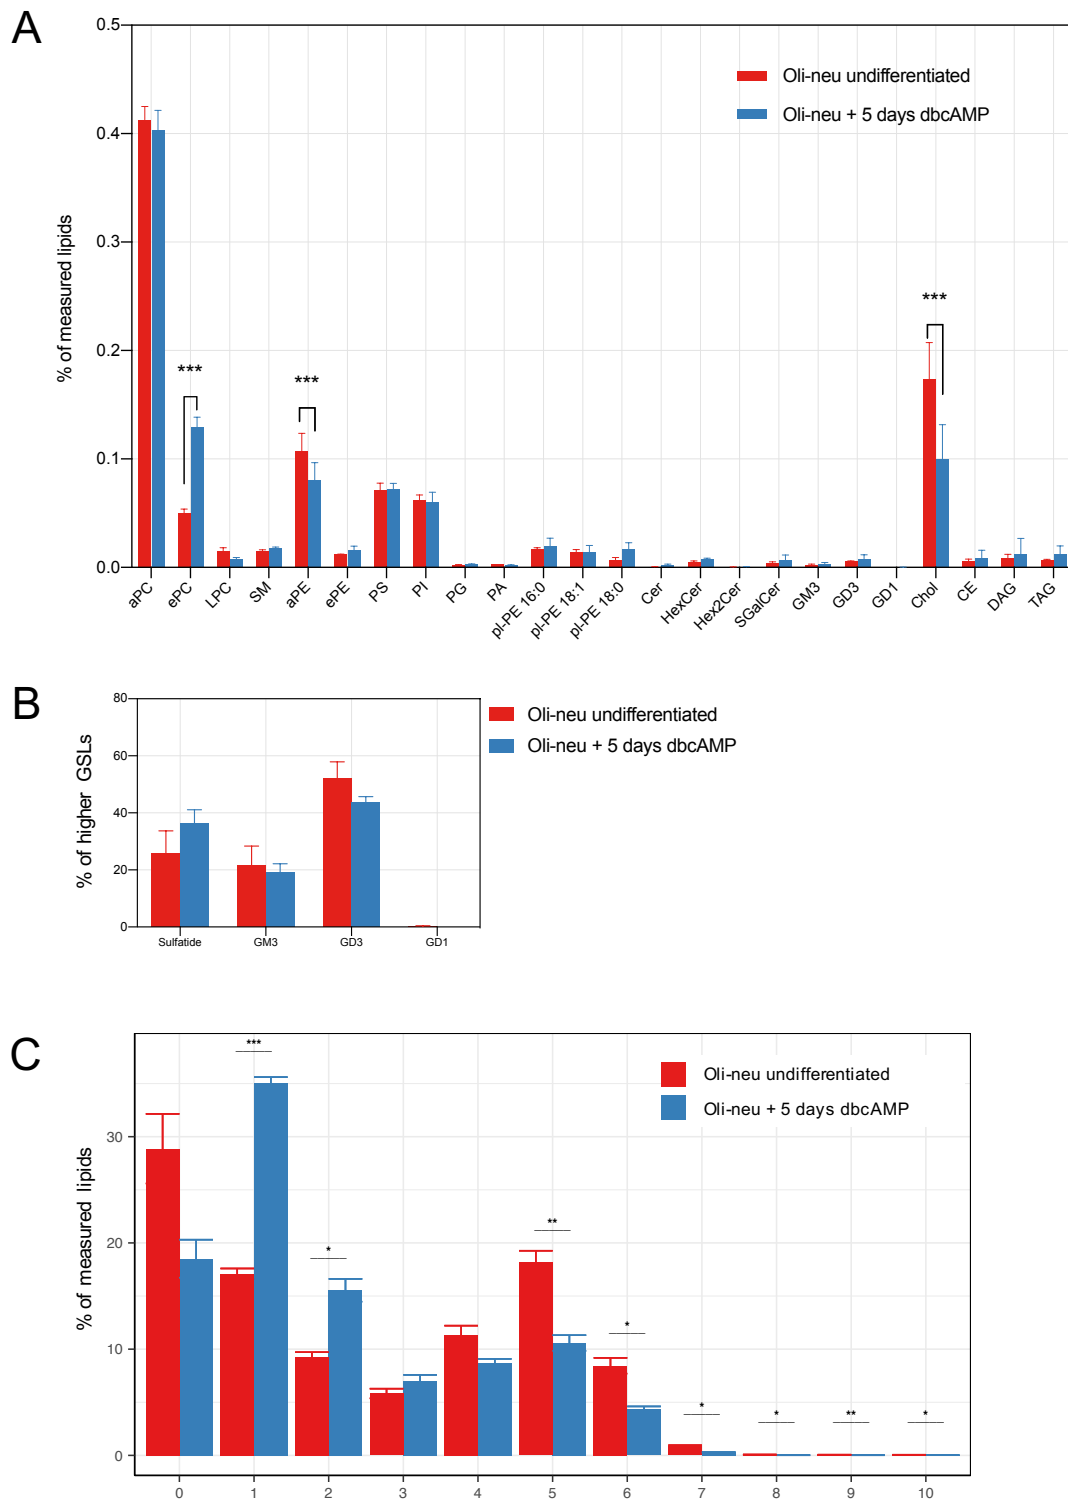 A
% of measured lipids
0.5
0.4
0.3
0.2
0.1
0.0
Oli-neu undifferentiated
Oli-neu + 5 days dbcAMP
***
***
***
aPC
ePC
LPC
SM
aPE
ePE
PS
PI
PG
PA
pl-PE 16:0
pl-PE 18:1
pl-PE 18:0
Cer
HexCer
Hex2Cer
SGalCer
GM3
GD3
GD1
Chol
CE
DAG
TAG
B
% of higher GSLs
80
60
40
20
0
Oli-neu undifferentiated
Oli-neu + 5 days dbcAMP
Sulfatide
GM3
GD3
GD1
C
% of measured lipids
30
20
10
0
Oli-neu undifferentiated
Oli-neu + 5 days dbcAMP
***
*
**
*
*
*
**
*
0 1 2 3 4 5 6 7 8 9 10